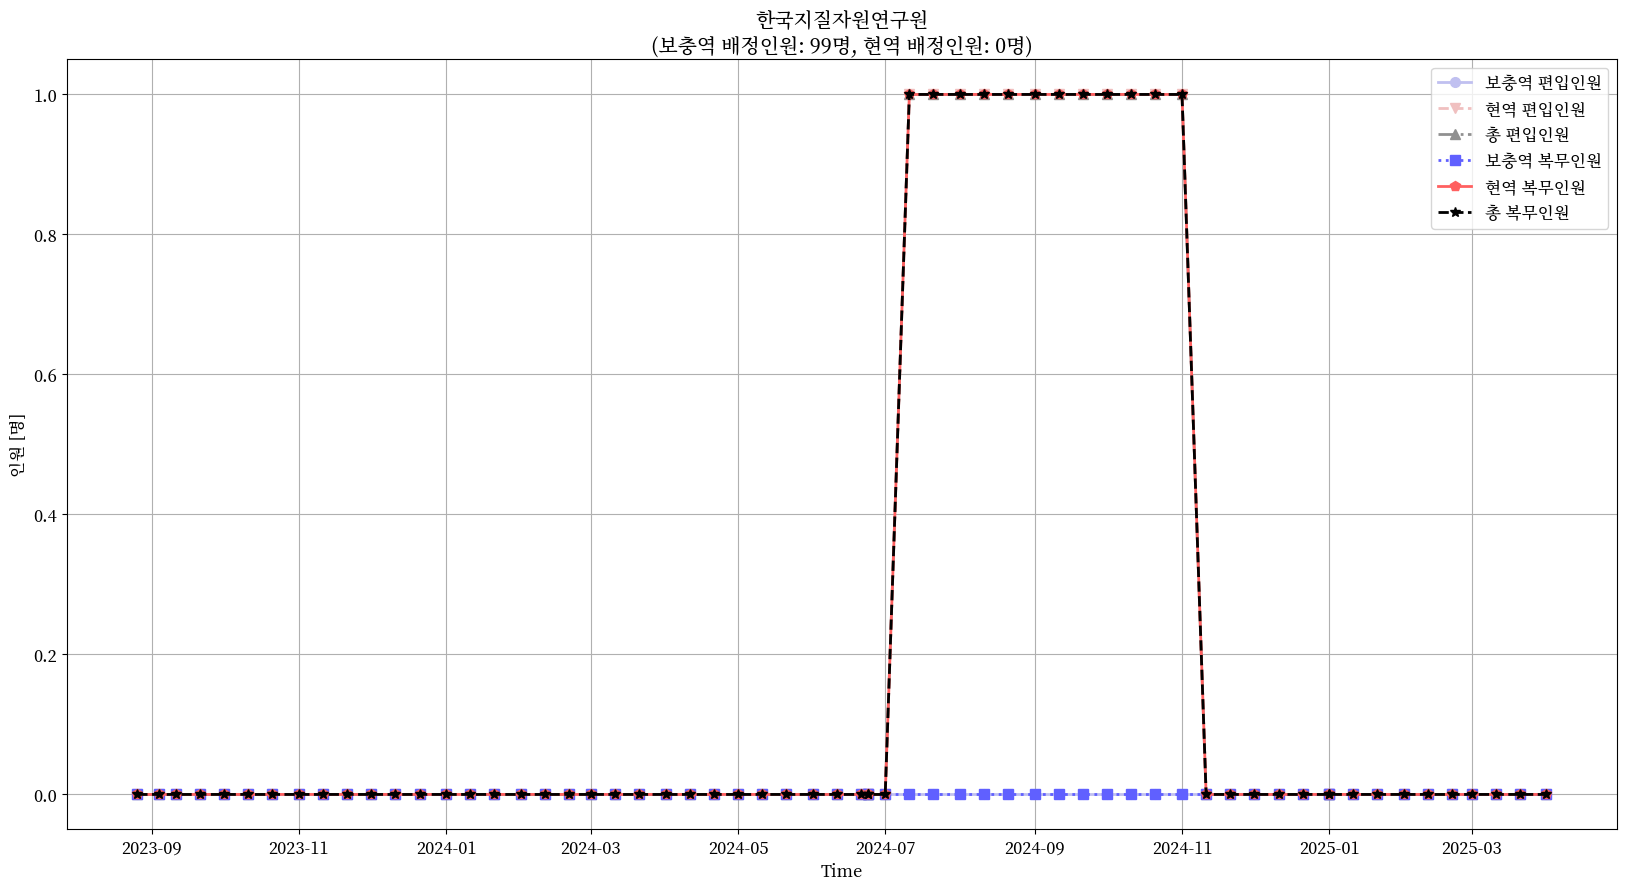 한국지질자원연구원
(보충역 배정인원: 99명, 현역 배정인원: 0명)
보충역 편입인원
현역 편입인원
총 편입인원
보충역 복무인원
현역 복무인원
총 복무인원
인원 [명]
1.0
0.8
0.6
0.4
0.2
0.0
2023-09
2023-11
2024-01
2024-03
2024-05
2024-07
2024-09
2024-11
2025-01
2025-03
Time